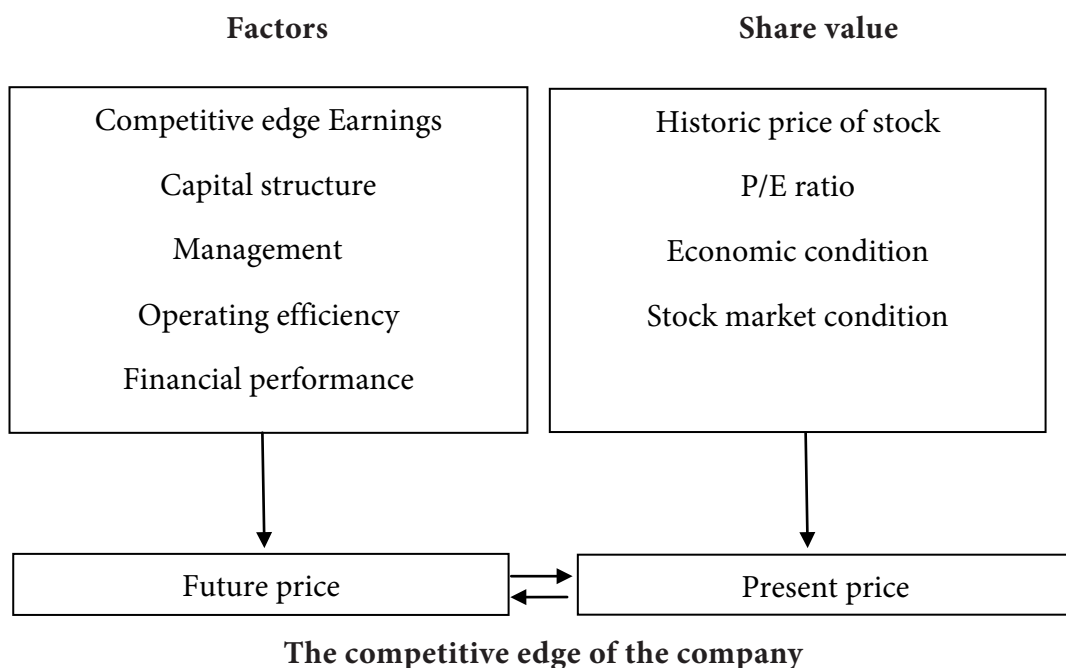 Factors
Share value
Competitive edge Earnings
Capital structure
Management
Operating efficiency
Financial performance
Historic price of stock
P/E ratio
Economic condition
Stock market condition
Future price
Present price
The competitive edge of the company